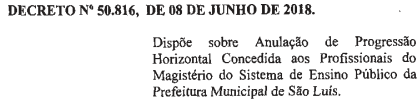 DECRETO Nº 50.816, DE 08 DE JUNHO DE 2018.
Dispõe sobre Anulação de Progressão
Horizontal Concedida aos Profissionais do
Magistério do Sistema de Ensino Público da
Prefeitura Municipal de São Luís.